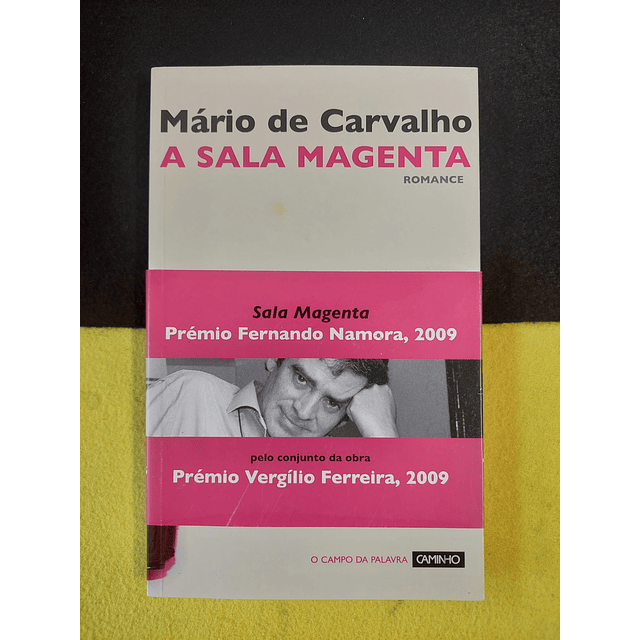 Mário de Carvalho
A SALA MAGENTA
ROMANCE
Sala Magenta
Prémio Fernando Namora, 2009
pelo conjunto da obra
Prémio Vergílio Ferreira, 2009
O CAMPO DA PALAVRA CAMINHO